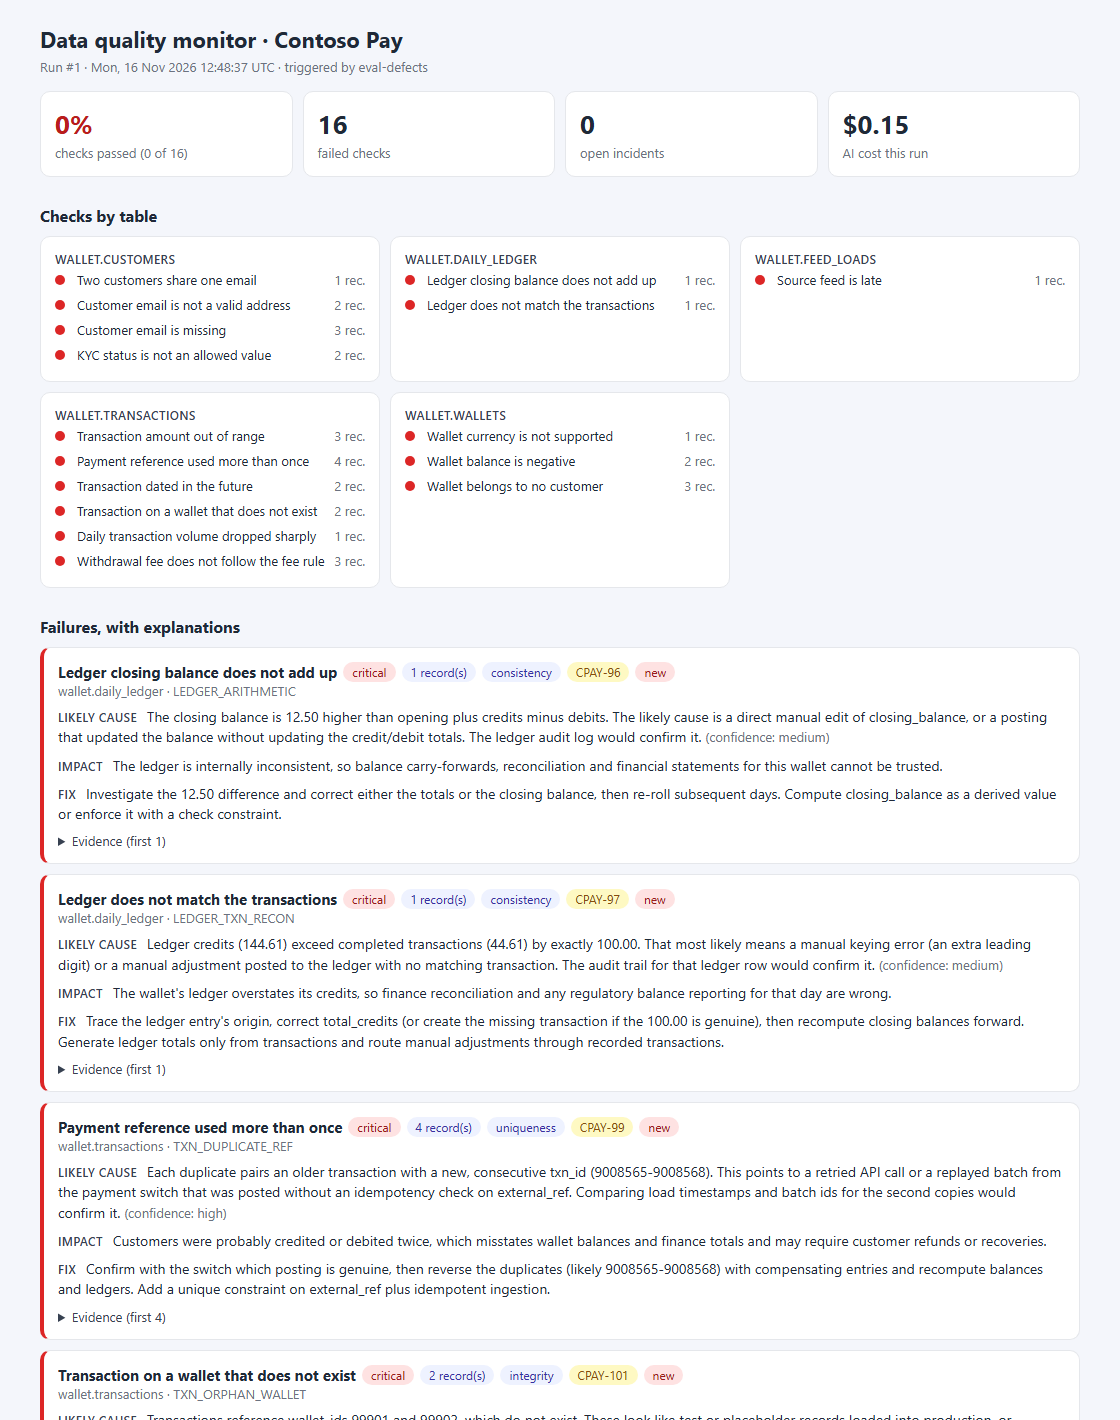 Data quality monitor · Contoso Pay
Run #1 · Mon, 16 Nov 2026 12:48:37 UTC · triggered by eval-defects
0%
checks passed (0 of 16)
16
failed checks
0
open incidents
$0.15
AI cost this run
Checks by table
WALLET.CUSTOMERS
Two customers share one email 1 rec.
Customer email is not a valid address 2 rec.
Customer email is missing 3 rec.
KYC status is not an allowed value 2 rec.
WALLET.DAILY_LEDGER
Ledger closing balance does not add up 1 rec.
Ledger does not match the transactions 1 rec.
WALLET.FEED_LOADS
Source feed is late 1 rec.
WALLET.TRANSACTIONS
Transaction amount out of range 3 rec.
Payment reference used more than once 4 rec.
Transaction dated in the future 2 rec.
Transaction on a wallet that does not exist 2 rec.
Daily transaction volume dropped sharply 1 rec.
Withdrawal fee does not follow the fee rule 3 rec.
WALLET.WALLETS
Wallet currency is not supported 1 rec.
Wallet balance is negative 2 rec.
Wallet belongs to no customer 3 rec.
Failures, with explanations
Ledger closing balance does not add up critical 1 record(s) consistency CPAY-96 new
wallet.daily_ledger · LEDGER_ARITHMETIC
LIKELY CAUSE The closing balance is 12.50 higher than opening plus credits minus debits. The likely cause is a direct manual edit of closing_balance, or a posting
that updated the balance without updating the credit/debit totals. The ledger audit log would confirm it. (confidence: medium)
IMPACT The ledger is internally inconsistent, so balance carry-forwards, reconciliation and financial statements for this wallet cannot be trusted.
FIX Investigate the 12.50 difference and correct either the totals or the closing balance, then re-roll subsequent days. Compute closing_balance as a derived value
or enforce it with a check constraint.
▶ Evidence (first 1)
Ledger does not match the transactions critical 1 record(s) consistency CPAY-97 new
wallet.daily_ledger · LEDGER_TXN_RECON
LIKELY CAUSE Ledger credits (144.61) exceed completed transactions (44.61) by exactly 100.00. That most likely means a manual keying error (an extra leading
digit) or a manual adjustment posted to the ledger with no matching transaction. The audit trail for that ledger row would confirm it. (confidence: medium)
IMPACT The wallet's ledger overstates its credits, so finance reconciliation and any regulatory balance reporting for that day are wrong.
FIX Trace the ledger entry's origin, correct total_credits (or create the missing transaction if the 100.00 is genuine), then recompute closing balances forward.
Generate ledger totals only from transactions and route manual adjustments through recorded transactions.
▶ Evidence (first 1)
Payment reference used more than once critical 4 record(s) uniqueness CPAY-99 new
wallet.transactions · TXN_DUPLICATE_REF
LIKELY CAUSE Each duplicate pairs an older transaction with a new, consecutive txn_id (9008565-9008568). This points to a retried API call or a replayed batch from
the payment switch that was posted without an idempotency check on external_ref. Comparing load timestamps and batch ids for the second copies would
confirm it. (confidence: high)
IMPACT Customers were probably credited or debited twice, which misstates wallet balances and finance totals and may require customer refunds or recoveries.
FIX Confirm with the switch which posting is genuine, then reverse the duplicates (likely 9008565-9008568) with compensating entries and recompute balances
and ledgers. Add a unique constraint on external_ref plus idempotent ingestion.
▶ Evidence (first 4)
Transaction on a wallet that does not exist critical 2 record(s) integrity CPAY-101 new
wallet.transactions · TXN_ORPHAN_WALLET
LIKELY CAUSE Transactions reference wallet_ids 99901 and 99902, which do not exist. These look like test or placeholder records loaded into production, or